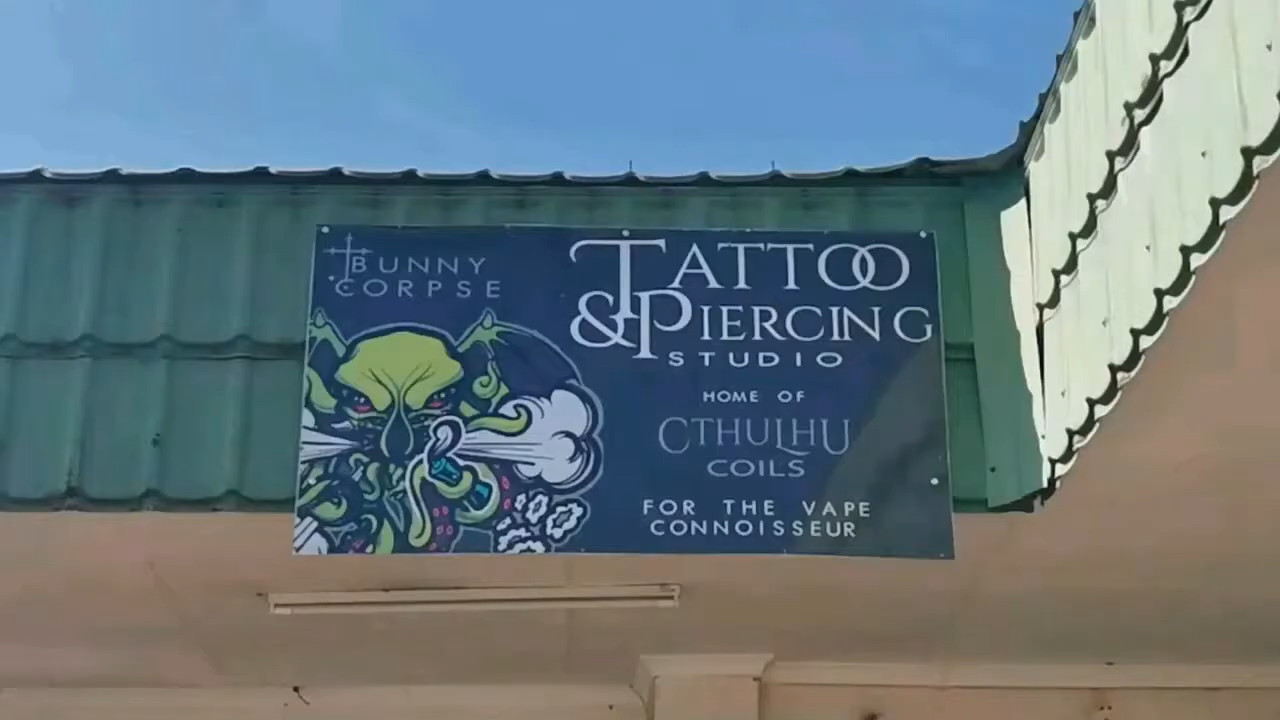 BUNNY
CORPSE
TATTOO
& PIERCING
STUDIO
HOME OF
CTHULHU
COILS
FOR THE VAPE
CONNOISSEUR